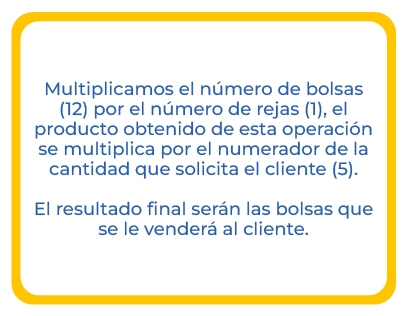 Multiplicamos el número de bolsas
(12) por el número de rejas (1), el
producto obtenido de esta operación
se multiplica por el numerador de la
cantidad que solicita el cliente (5).
El resultado final serán las bolsas que
se le venderá al cliente.